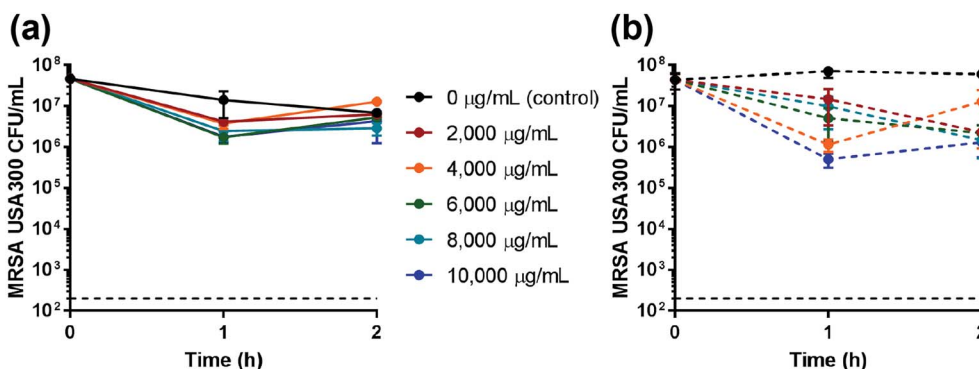 (a)
MRSA USA300 CFU/mL
10⁸
10⁷
10⁶
10⁵
10⁴
10³
10²
0
1
2
Time (h)
0 μg/mL (control)
2,000 μg/mL
4,000 μg/mL
6,000 μg/mL
8,000 μg/mL
10,000 μg/mL
(b)
MRSA USA300 CFU/mL
10⁸
10⁷
10⁶
10⁵
10⁴
10³
10²
0
1
2
Time (h)